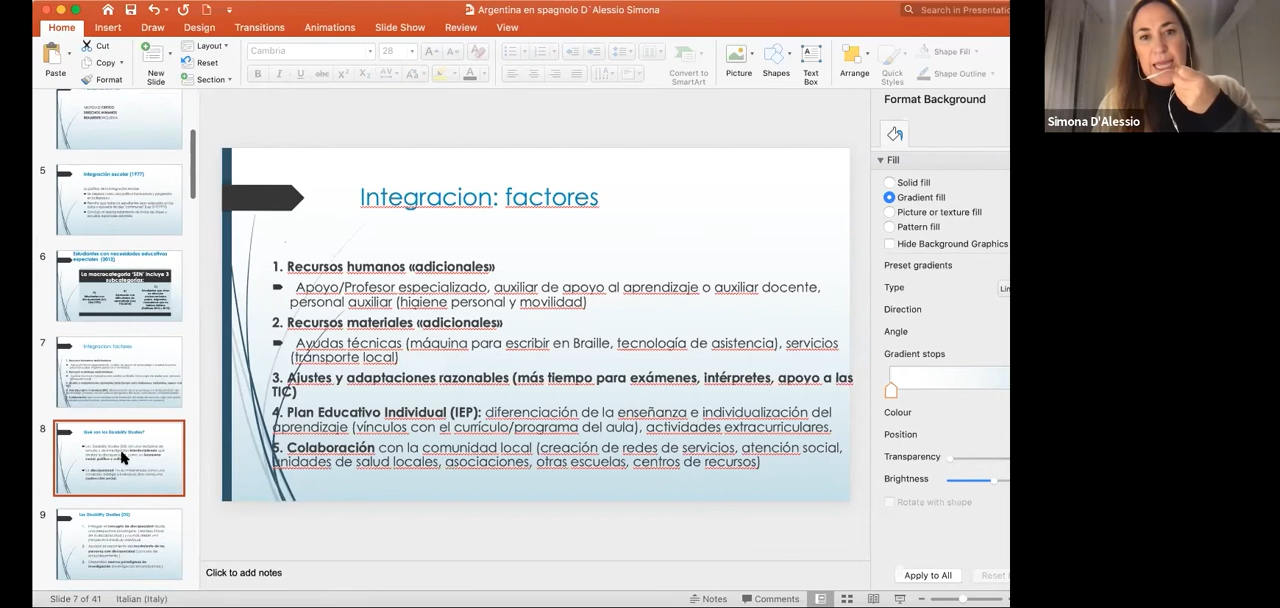 Argentina en spagnolo D`Alessio Simona
Search in Presentatio
Home Insert Draw Design Transitions Animations Slide Show Review View
Paste
Cut
Copy
Format
New Slide
Layout
Reset
Section
Cambria 28
Convert to SmartArt
Picture
Shapes
Text Box
Arrange
Quick Styles
Shape Fill
Shape Outline
Simona D'Alessio
5
Integración escolar (1977)
6
Estudiantes con necesidades educativas especiales (2012)
La macrocategoria 'SEN' incluye 3 subcategorias:
7
Integracion: factores
8
Qué son los Disability Studies?
9
Los Disability Studies (DS)
Integracion: factores
1. Recursos humanos «adicionales»
Apoyo/Profesor especializado, auxiliar de apoyo al aprendizaje o auxiliar docente,
personal auxiliar (higiene personal y movilidad)
2. Recursos materiales «adicionales»
Ayudas técnicas (máquina para escribir en Braille, tecnología de asistencia), servicios
(transporte local)
3. Ajustes y adaptaciones razonables (más tiempo para exámenes, intérpretes, apoyo a las
TIC)
4. Plan Educativo Individual (IEP): diferenciación de la enseñanza e individualización del
aprendizaje (vínculos con el currículo/programa del aula), actividades extracurriculares,
5. Colaboración con la comunidad local (creación de redes de servicios, atención social,
unidades de salud locales, asociaciones, otras escuelas, centros de recursos)
Click to add notes
Format Background
Fill
Solid fill
Gradient fill
Picture or texture fill
Pattern fill
Hide Background Graphics
Preset gradients
Type
Direction
Angle
Gradient stops
Colour
Position
Transparency
Brightness
Rotate with shape
Apply to All
Reset
Slide 7 of 41 Italian (Italy)
Notes Comments